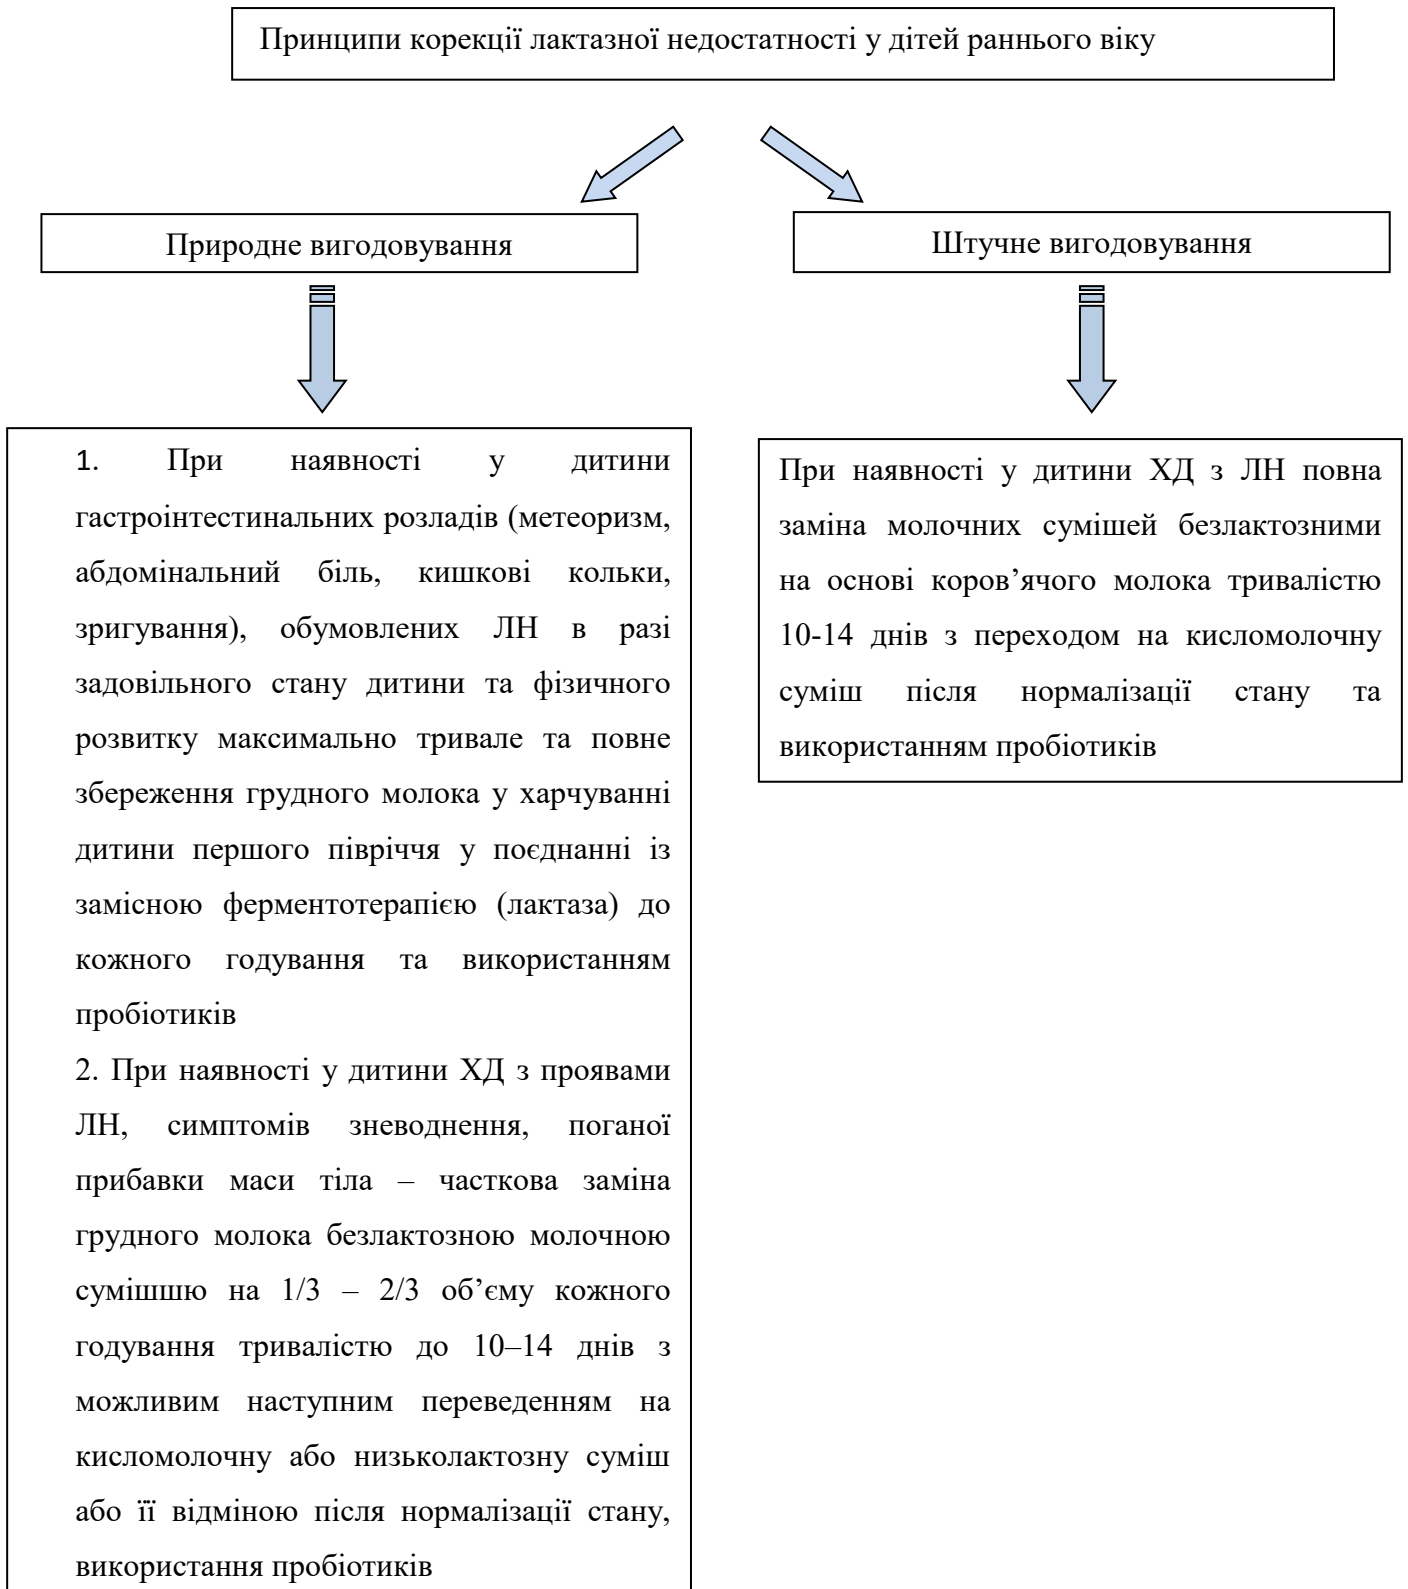 Принципи корекції лактазної недостатності у дітей раннього віку
Природне вигодовування
Штучне вигодовування
1. При наявності у дитини
гастроінтестинальних розладів (метеоризм,
абдомінальний біль, кишкові кольки,
зригування), обумовлених ЛН в разі
задовільного стану дитини та фізичного
розвитку максимально тривале та повне
збереження грудного молока у харчуванні
дитини першого півріччя у поєднанні із
замісною ферментотерапією (лактаза) до
кожного годування та використанням
пробіотиків
2. При наявності у дитини ХД з проявами
ЛН, симптомів зневоднення, поганої
прибавки маси тіла – часткова заміна
грудного молока безлактозною молочною
сумішшю на 1/3 – 2/3 об’єму кожного
годування тривалістю до 10–14 днів з
можливим наступним переведенням на
кисломолочну або низьколактозну суміш
або її відміною після нормалізації стану,
використання пробіотиків
При наявності у дитини ХД з ЛН повна
заміна молочних сумішей безлактозними
на основі коров’ячого молока тривалістю
10-14 днів з переходом на кисломолочну
суміш після нормалізації стану та
використанням пробіотиків